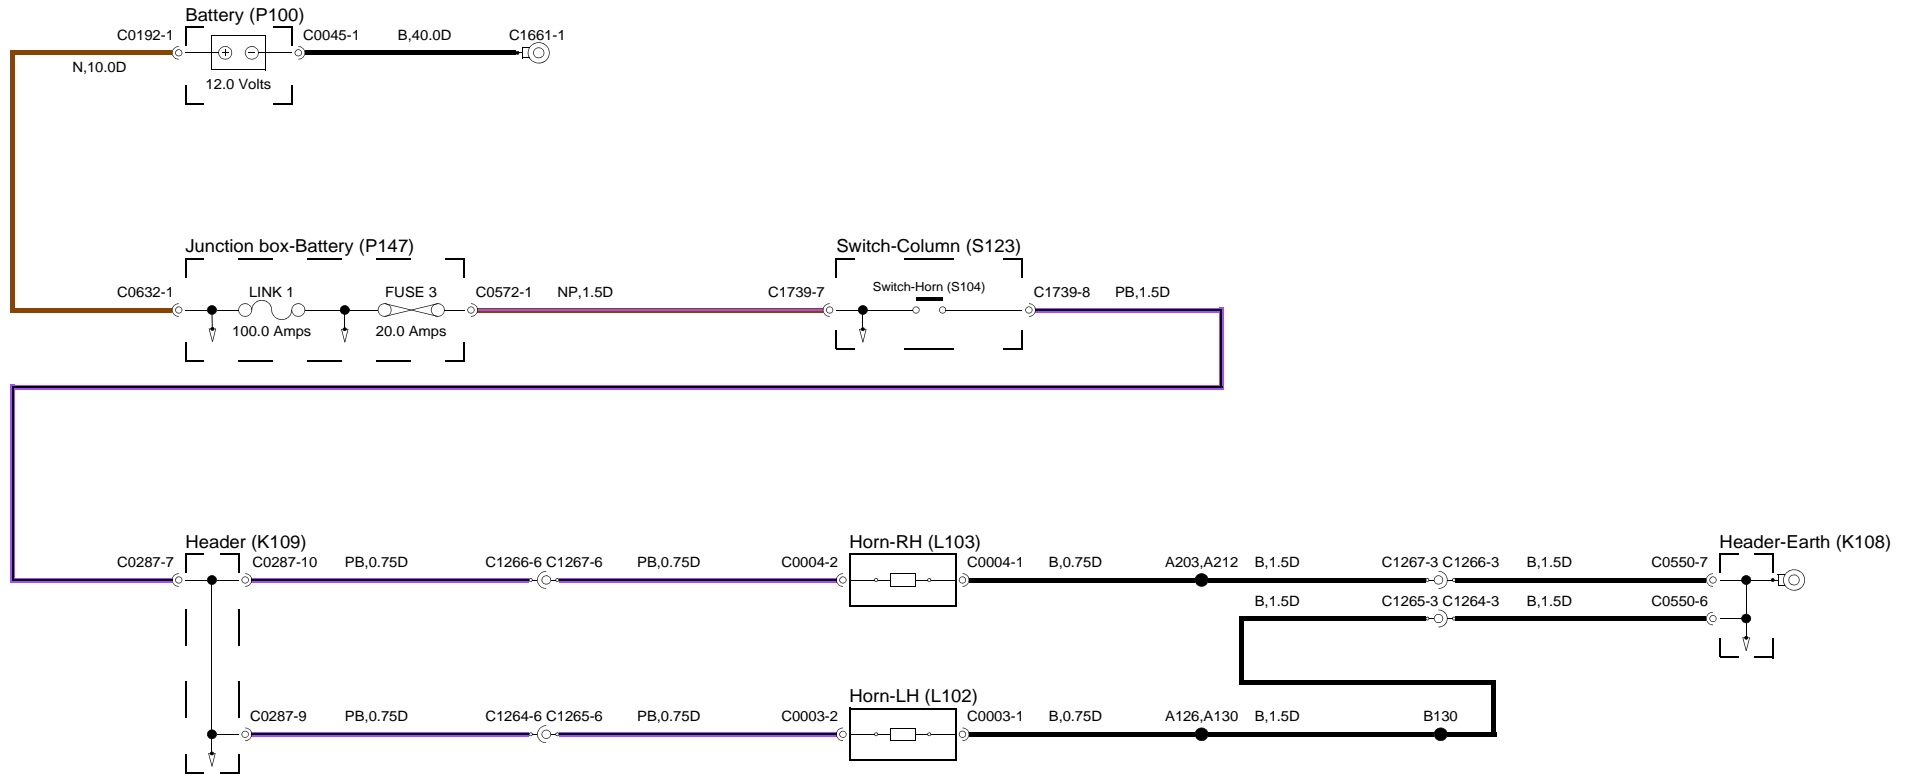 Battery (P100)
C0192-1 C0045-1 B,40.0D C1661-1
N,10.0D
12.0 Volts
Junction box-Battery (P147) Switch-Column (S123)
C0632-1 LINK 1 FUSE 3 C0572-1 NP,1.5D C1739-7 Switch-Horn (S104) C1739-8 PB,1.5D
100.0 Amps 20.0 Amps
Header (K109) Horn-RH (L103) Header-Earth (K108)
C0287-7 C0287-10 PB,0.75D C1266-6 C1267-6 PB,0.75D C0004-2 C0004-1 B,0.75D A203,A212 B,1.5D C1267-3 C1266-3 B,1.5D C0550-7
B,1.5D C1265-3 C1264-3 B,1.5D C0550-6
Horn-LH (L102)
C0287-9 PB,0.75D C1264-6 C1265-6 PB,0.75D C0003-2 C0003-1 B,0.75D A126,A130 B,1.5D B130